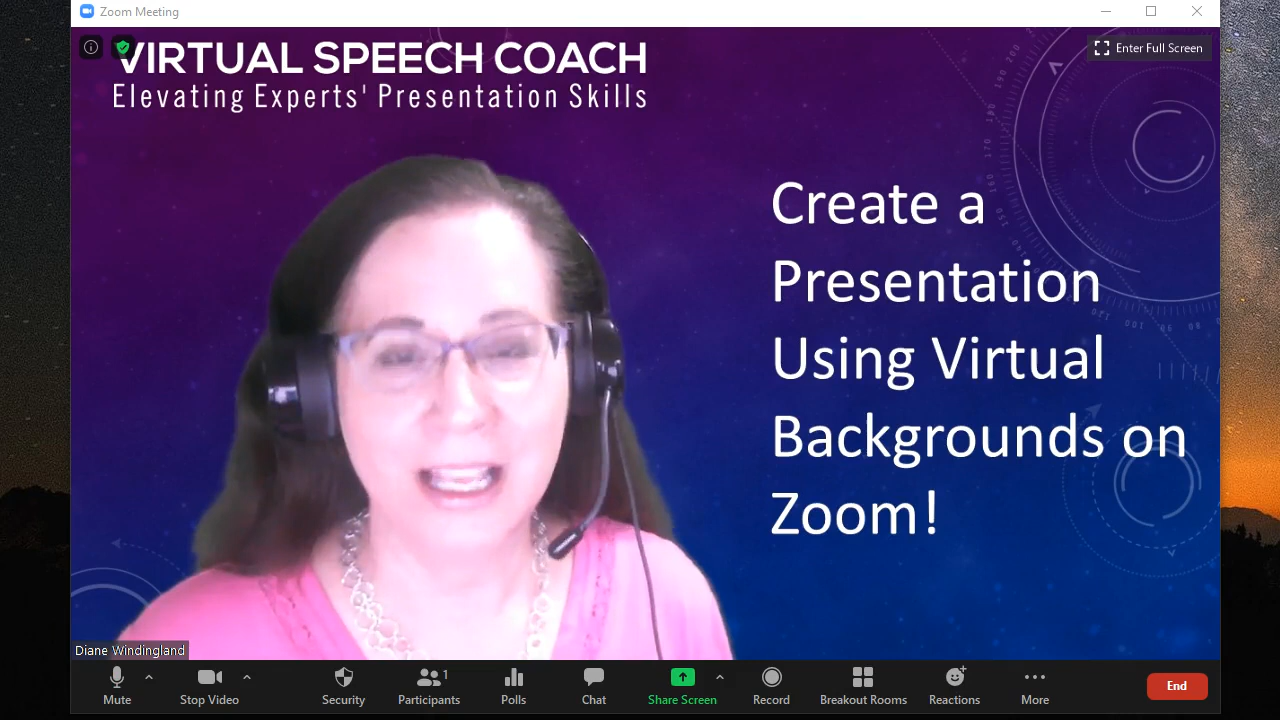 Zoom Meeting
VIRTUAL SPEECH COACH
Elevating Experts' Presentation Skills
Enter Full Screen
Create a
Presentation
Using Virtual
Backgrounds on
Zoom!
Diane Windingland
Mute
Stop Video
Security
Participants 1
Polls
Chat
Share Screen
Record
Breakout Rooms
Reactions
More
End